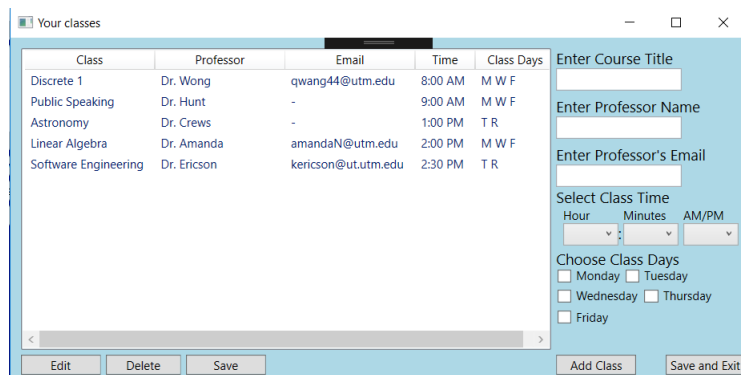 Your classes
Class Professor Email Time Class Days
Discrete 1 Dr. Wong qwang44@utm.edu 8:00 AM M W F
Public Speaking Dr. Hunt - 9:00 AM M W F
Astronomy Dr. Crews - 1:00 PM T R
Linear Algebra Dr. Amanda amandaN@utm.edu 2:00 PM M W F
Software Engineering Dr. Ericson kericson@ut.utm.edu 2:30 PM T R
Edit Delete Save
Enter Course Title
Enter Professor Name
Enter Professor's Email
Select Class Time
Hour Minutes AM/PM
:
Choose Class Days
Monday Tuesday
Wednesday Thursday
Friday
Add Class Save and Exit